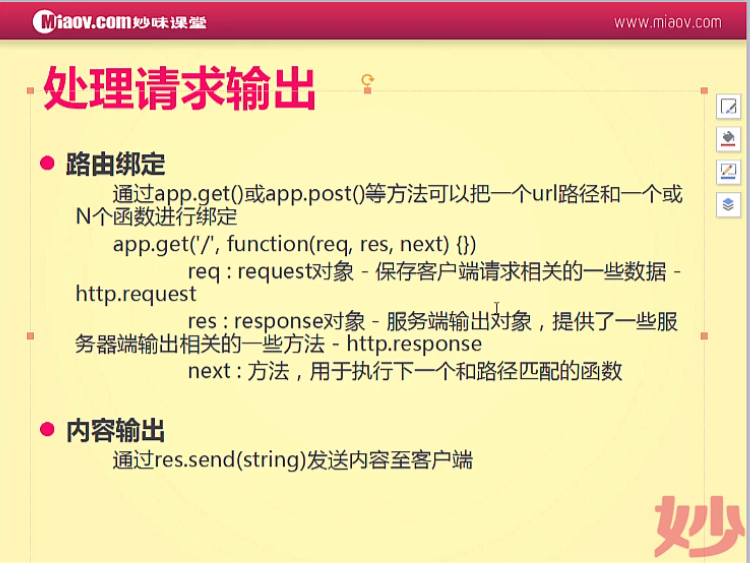 Miaov.com妙味课堂
www.miaov.com
处理请求输出
路由绑定
通过app.get()或app.post()等方法可以把一个url路径和一个或
N个函数进行绑定
app.get('/', function(req, res, next) {})
req : request对象 - 保存客户端请求相关的一些数据 -
http.request
res : response对象 - 服务端输出对象，提供了一些服
务器端输出相关的一些方法 - http.response
next : 方法，用于执行下一个和路径匹配的函数
内容输出
通过res.send(string)发送内容至客户端
妙